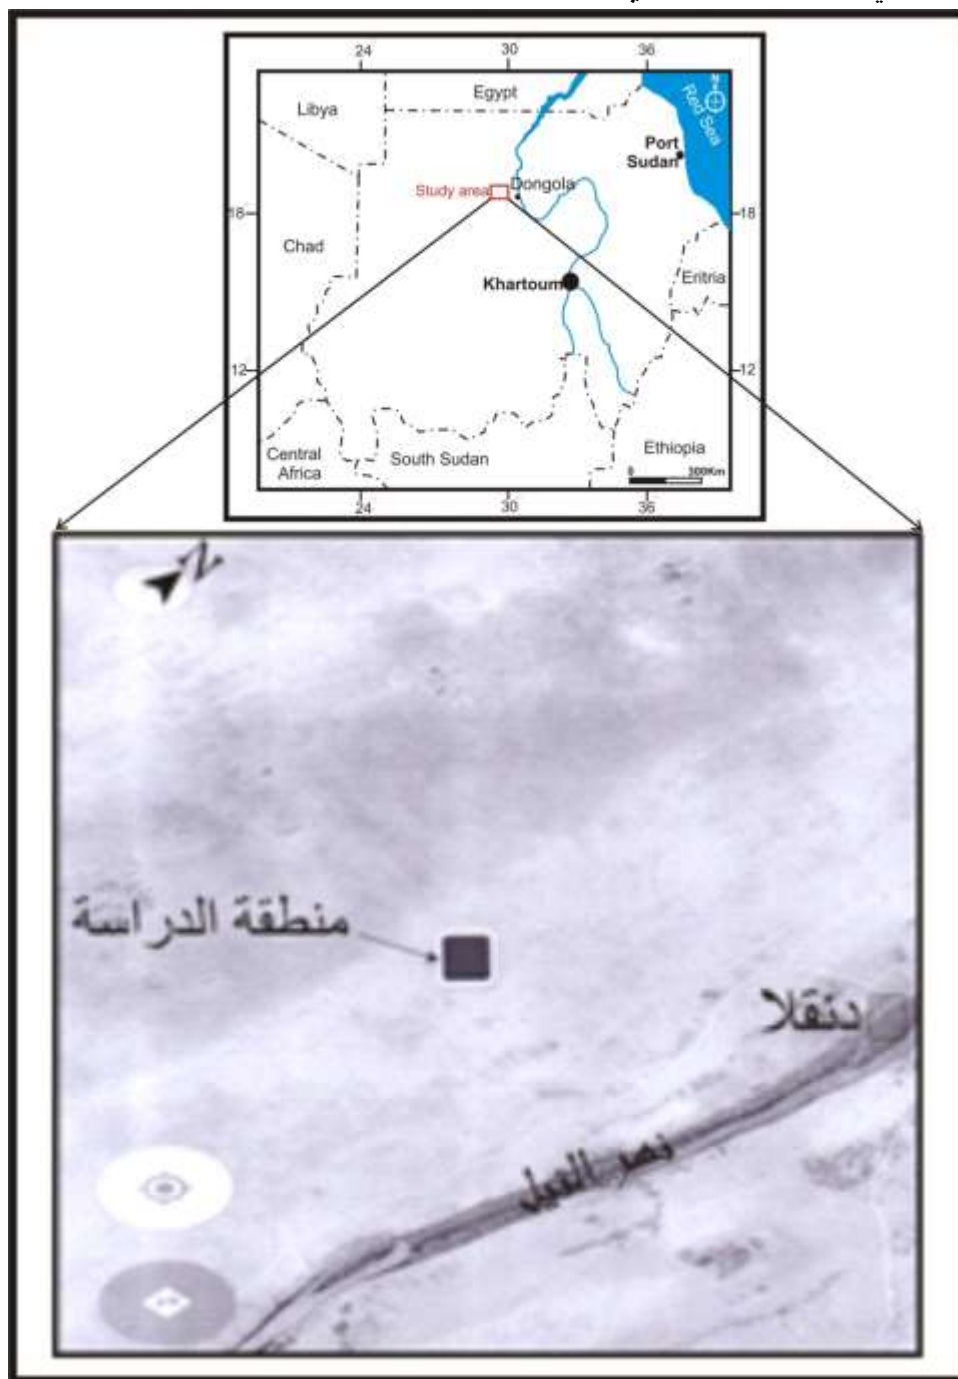 24 30 36
Egypt
Libya
N
Red Sea
Port
Sudan
Study area
Dongola
18 18
Chad
Khartoum
Eritria
12 12
Central
Africa
South Sudan
Ethiopia
0 300Km
24 30 36
N
منطقة الدراسة
دنقلا
نهر النيل